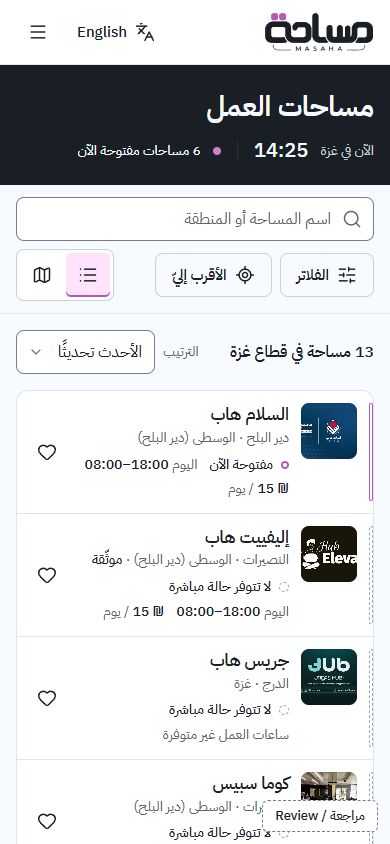 مساحة
MASAHA
English
مساحات العمل
الآن في غزة 14:25 6 مساحات مفتوحة الآن
اسم المساحة أو المنطقة
الفلاتر
الأقرب إليّ
13 مساحة في قطاع غزة
الترتيب
الأحدث تحديثًا
السلام هاب
دير البلح · الوسطى (دير البلح)
مفتوحة الآن اليوم 08:00–18:00
₪ 15 / يوم
Hub
Eleva
إليفييت هاب
النصيرات · الوسطى (دير البلح) · موثّقة
لا تتوفر حالة مباشرة
اليوم 08:00–18:00 ₪ 15 / يوم
JUb
جريس هاب
الدرج · غزة
لا تتوفر حالة مباشرة
ساعات العمل غير متوفرة
كوما سبيس
الوسطى (دير البلح)
لا تتوفر حالة مباشرة
مراجعة / Review